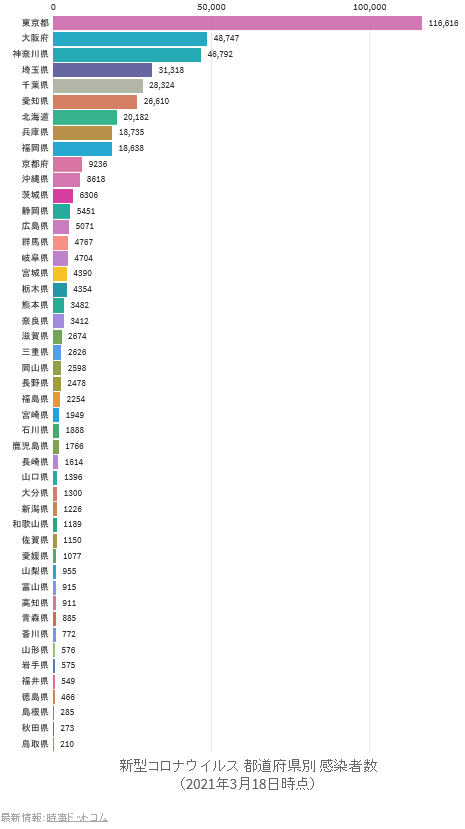 0 50,000 100,000
東京都 116,616
大阪府 48,747
神奈川県 46,792
埼玉県 31,318
千葉県 28,324
愛知県 26,610
北海道 20,182
兵庫県 18,735
福岡県 18,638
京都府 9236
沖縄県 8618
茨城県 6306
静岡県 5451
広島県 5071
群馬県 4767
岐阜県 4704
宮城県 4390
栃木県 4354
熊本県 3482
奈良県 3412
滋賀県 2674
三重県 2626
岡山県 2598
長野県 2478
福島県 2254
宮崎県 1949
石川県 1888
鹿児島県 1766
長崎県 1614
山口県 1396
大分県 1300
新潟県 1226
和歌山県 1189
佐賀県 1150
愛媛県 1077
山梨県 955
富山県 915
高知県 911
青森県 885
香川県 772
山形県 576
岩手県 575
福井県 549
徳島県 466
島根県 285
秋田県 273
鳥取県 210
新型コロナウイルス 都道府県別 感染者数
（2021年3月18日時点）
最新情報：時事ドットコム